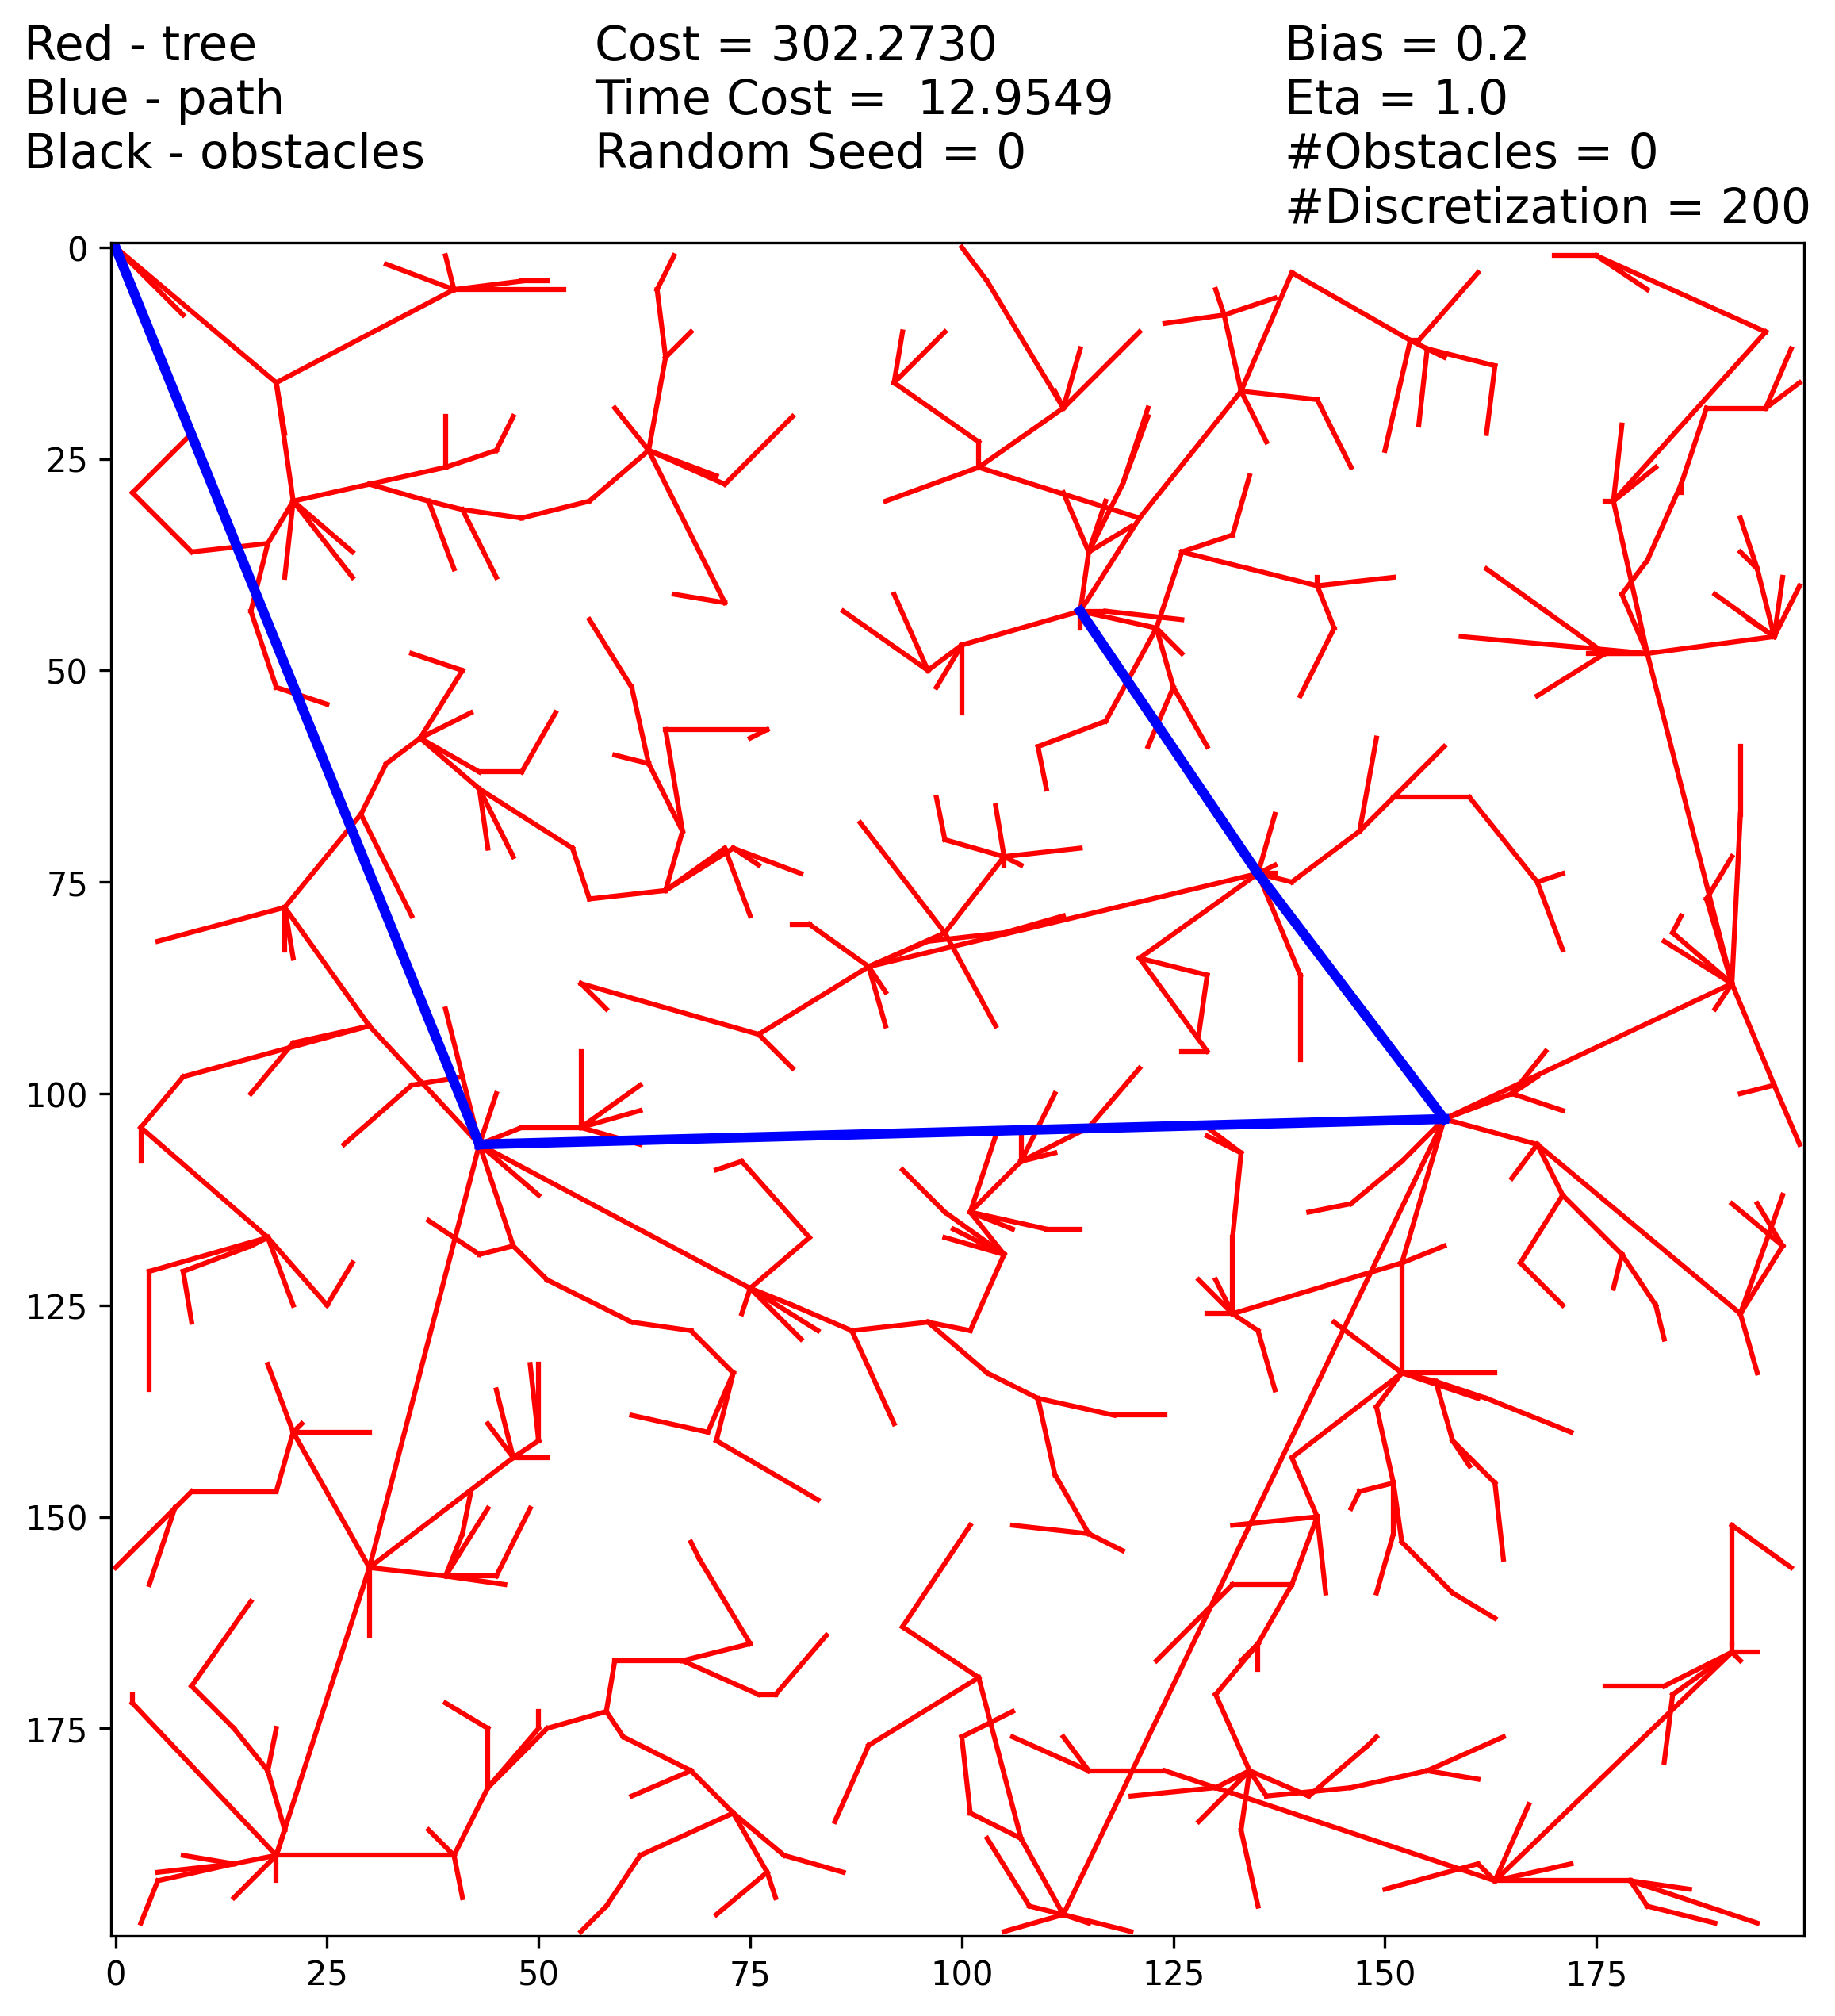 Red - tree
Blue - path
Black - obstacles
Cost = 302.2730
Time Cost =  12.9549
Random Seed = 0
Bias = 0.2
Eta = 1.0
#Obstacles = 0
#Discretization = 200
0
25
50
75
100
125
150
175
0
25
50
75
100
125
150
175